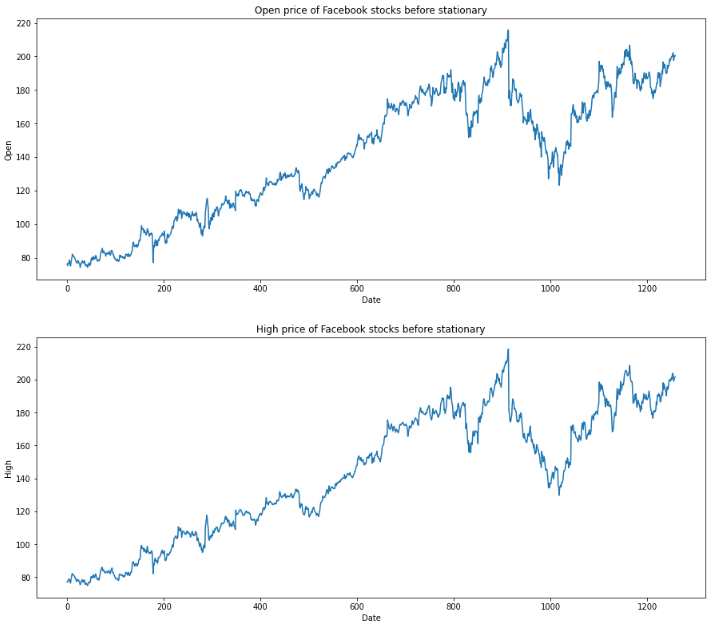 Open price of Facebook stocks before stationary
220
200
180
160
140
120
100
80
Open
0 200 400 600 800 1000 1200
Date
High price of Facebook stocks before stationary
220
200
180
160
140
120
100
80
High
0 200 400 600 800 1000 1200
Date